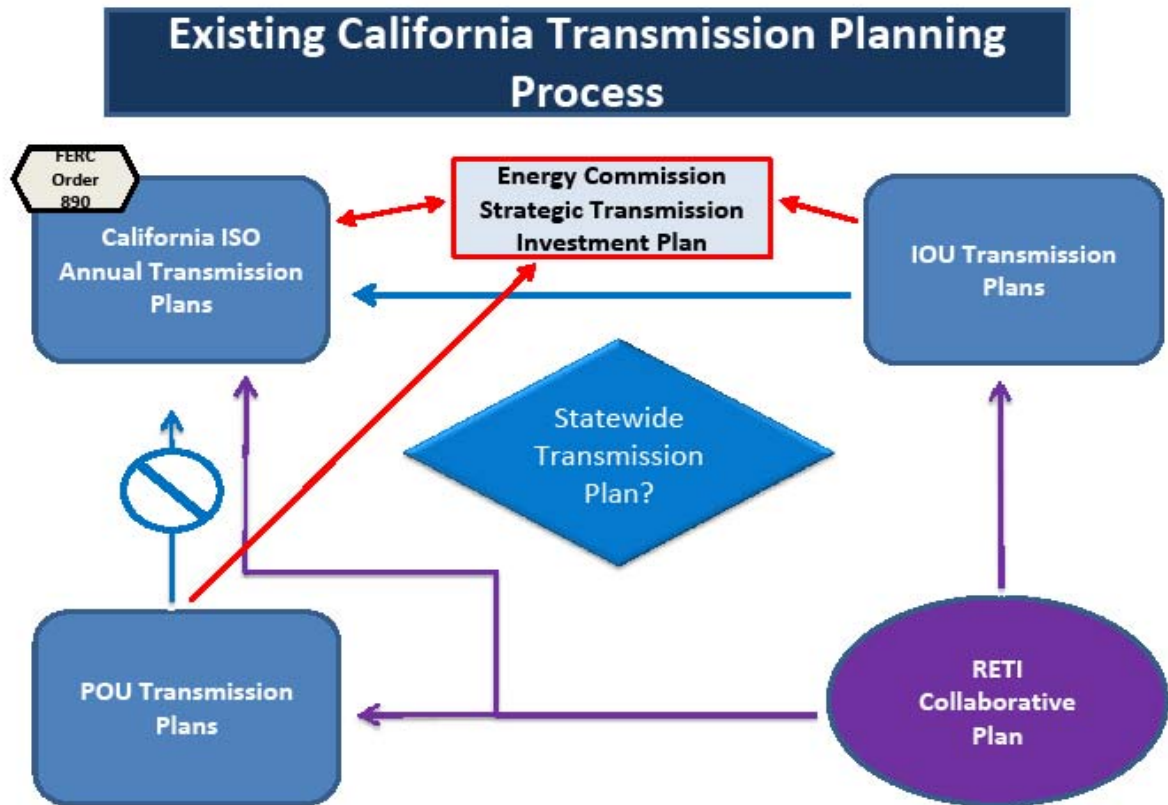 Existing California Transmission Planning
Process
FERC
Order
890
California ISO
Annual Transmission
Plans
Energy Commission
Strategic Transmission
Investment Plan
IOU Transmission
Plans
Statewide
Transmission
Plan?
POU Transmission
Plans
RETI
Collaborative
Plan